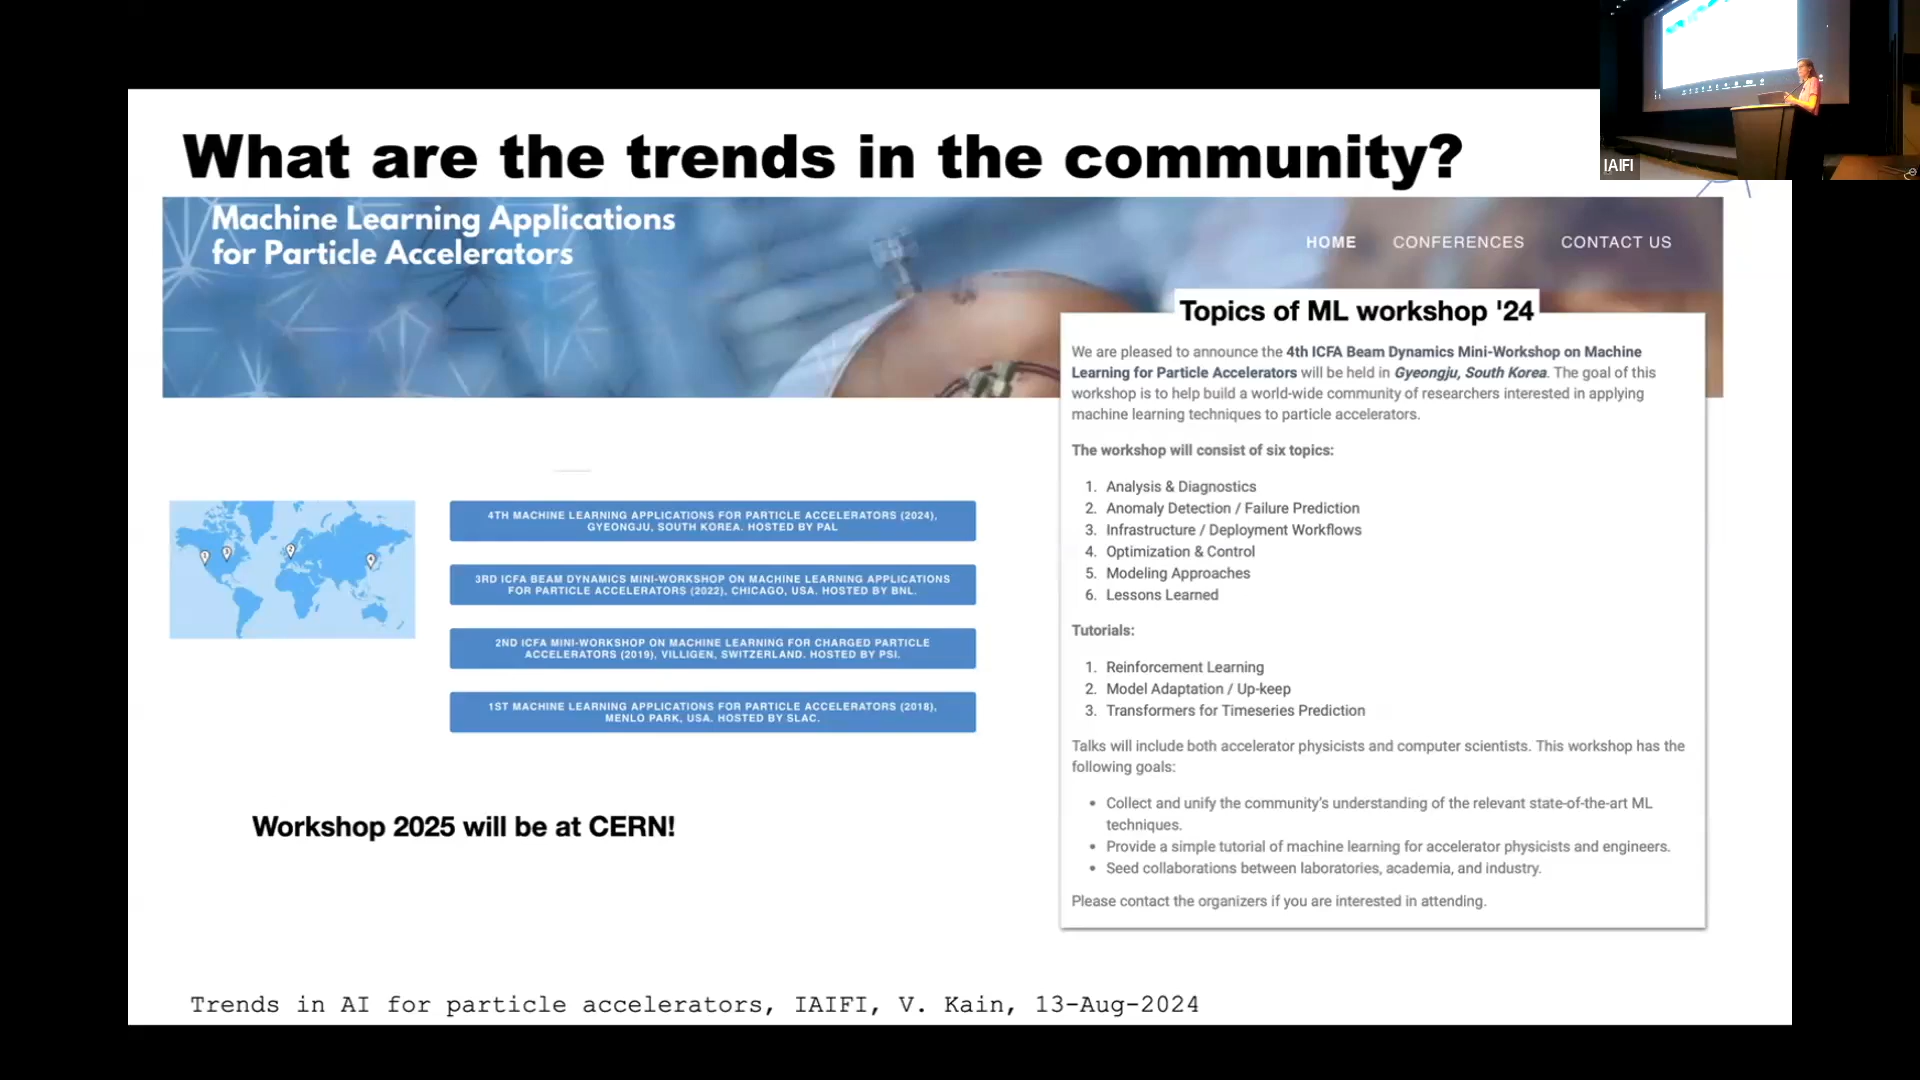 What are the trends in the community?
IAIFI
Machine Learning Applications
for Particle Accelerators
HOME CONFERENCES CONTACT US
Topics of ML workshop '24
We are pleased to announce the 4th ICFA Beam Dynamics Mini-Workshop on Machine
Learning for Particle Accelerators will be held in Gyeongju, South Korea. The goal of this
workshop is to help build a world-wide community of researchers interested in applying
machine learning techniques to particle accelerators.
The workshop will consist of six topics:
1. Analysis & Diagnostics
2. Anomaly Detection / Failure Prediction
3. Infrastructure / Deployment Workflows
4. Optimization & Control
5. Modeling Approaches
6. Lessons Learned
Tutorials:
1. Reinforcement Learning
2. Model Adaptation / Up-keep
3. Transformers for Timeseries Prediction
Talks will include both accelerator physicists and computer scientists. This workshop has the
following goals:
• Collect and unify the community's understanding of the relevant state-of-the-art ML
techniques.
• Provide a simple tutorial of machine learning for accelerator physicists and engineers.
• Seed collaborations between laboratories, academia, and industry.
Please contact the organizers if you are interested in attending.
1
3
2
4
4TH MACHINE LEARNING APPLICATIONS FOR PARTICLE ACCELERATORS (2024),
GYEONGJU, SOUTH KOREA. HOSTED BY PAL
3RD ICFA BEAM DYNAMICS MINI-WORKSHOP ON MACHINE LEARNING APPLICATIONS
FOR PARTICLE ACCELERATORS (2022), CHICAGO, USA. HOSTED BY BNL.
2ND ICFA MINI-WORKSHOP ON MACHINE LEARNING FOR CHARGED PARTICLE
ACCELERATORS (2019), VILLIGEN, SWITZERLAND. HOSTED BY PSI.
1ST MACHINE LEARNING APPLICATIONS FOR PARTICLE ACCELERATORS (2018),
MENLO PARK, USA. HOSTED BY SLAC.
Workshop 2025 will be at CERN!
Trends in AI for particle accelerators, IAIFI, V. Kain, 13-Aug-2024